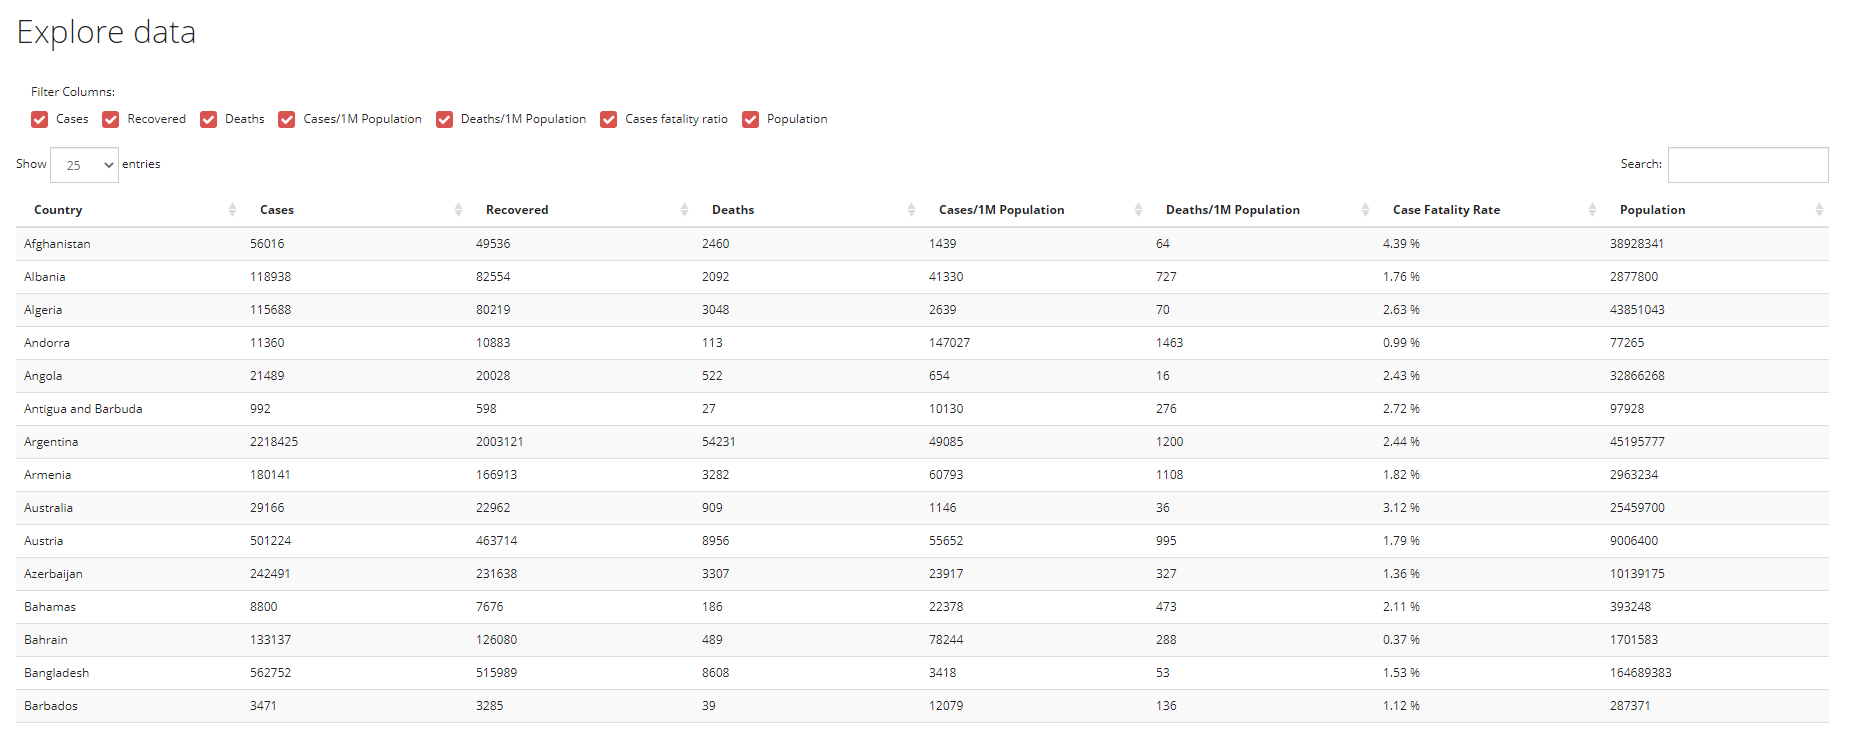 Explore data
Filter Columns:
Cases Recovered Deaths Cases/1M Population Deaths/1M Population Cases fatality ratio Population
Show 25 entries Search:
Country Cases Recovered Deaths Cases/1M Population Deaths/1M Population Case Fatality Rate Population
Afghanistan 56016 49536 2460 1439 64 4.39 % 38928341
Albania 118938 82554 2092 41330 727 1.76 % 2877800
Algeria 115688 80219 3048 2639 70 2.63 % 43851043
Andorra 11360 10883 113 147027 1463 0.99 % 77265
Angola 21489 20028 522 654 16 2.43 % 32866268
Antigua and Barbuda 992 598 27 10130 276 2.72 % 97928
Argentina 2218425 2003121 54231 49085 1200 2.44 % 45195777
Armenia 180141 166913 3282 60793 1108 1.82 % 2963234
Australia 29166 22962 909 1146 36 3.12 % 25459700
Austria 501224 463714 8956 55652 995 1.79 % 9006400
Azerbaijan 242491 231638 3307 23917 327 1.36 % 10139175
Bahamas 8800 7676 186 22378 473 2.11 % 393248
Bahrain 133137 126080 489 78244 288 0.37 % 1701583
Bangladesh 562752 515989 8608 3418 53 1.53 % 164689383
Barbados 3471 3285 39 12079 136 1.12 % 287371